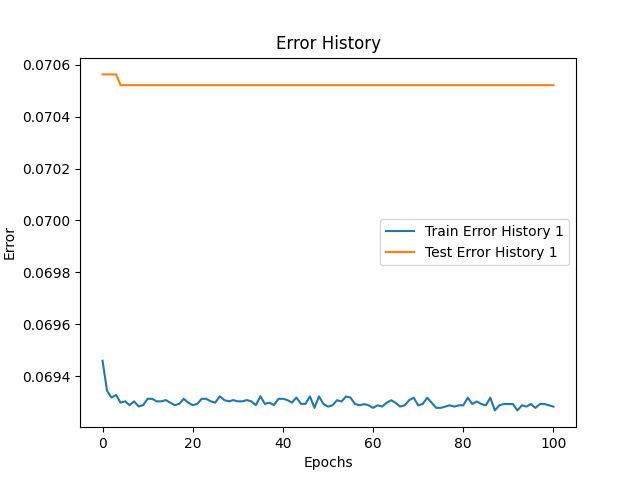 Error History
0.0706
0.0704
0.0702
0.0700
0.0698
0.0696
0.0694
Error
Train Error History 1
Test Error History 1
0 20 40 60 80 100
Epochs